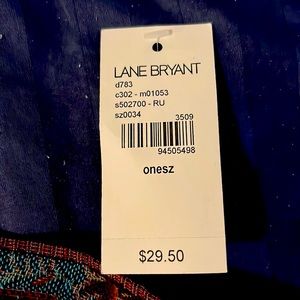 LANE BRYANT
d783
c302 - m01053
s502700 - RU
sz0034
3509
94505498
onesz
$29.50